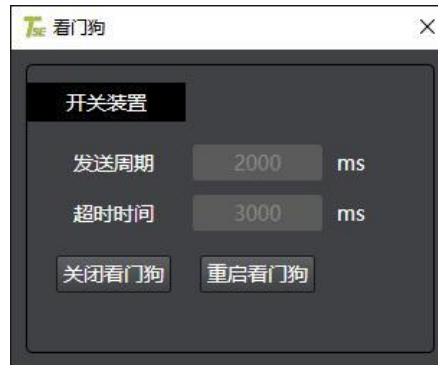 TSE 看门狗
开关装置
发送周期 2000 ms
超时时间 3000 ms
关闭看门狗 重启看门狗